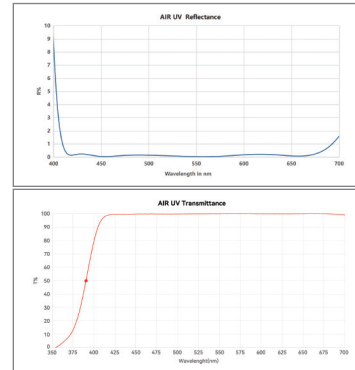 AIR UV Reflectance
10
9
8
7
6
5
4
3
2
1
0
R%
400 450 500 550 600 650 700
Wavelength in nm
AIR UV Transmittance
100
90
80
70
60
50
40
30
20
10
0
T%
355 375 400 425 450 475 500 525 550 575 600 625 650 675 700
Wavelenght(nm)